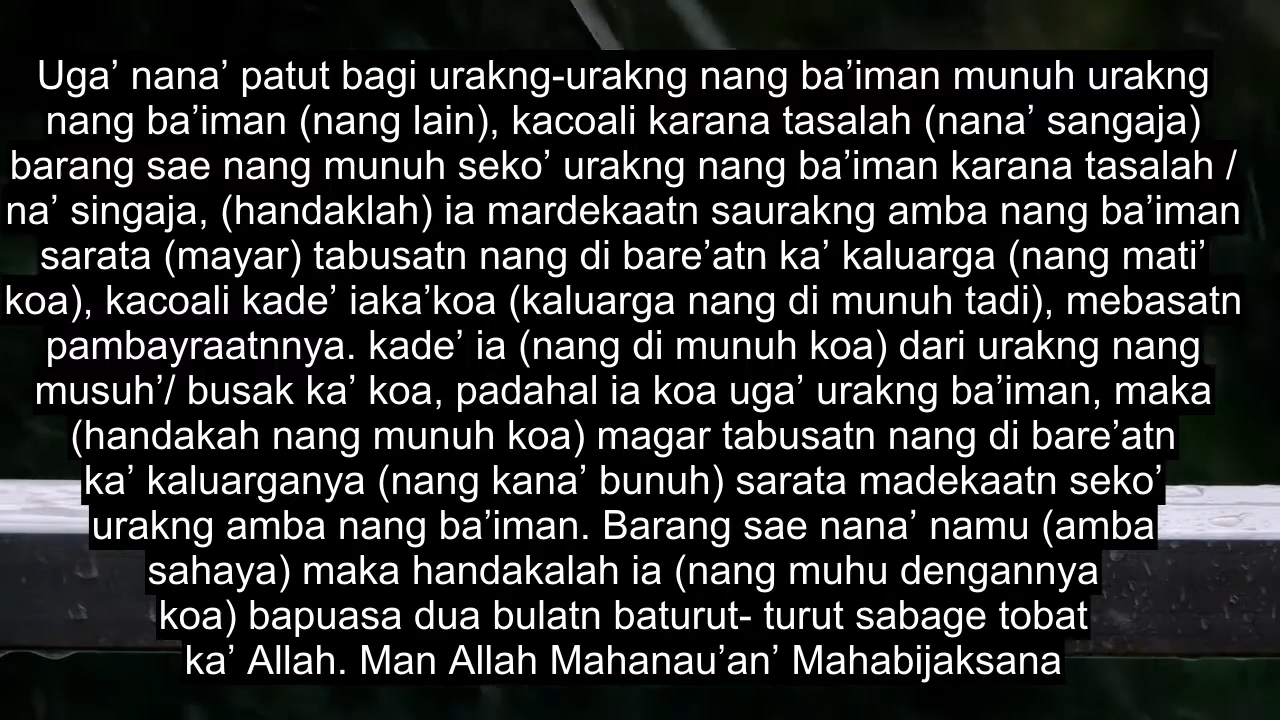 Uga’ nana’ patut bagi urakng-urakng nang ba’iman munuh urakng
nang ba’iman (nang lain), kacoali karana tasalah (nana’ sangaja)
barang sae nang munuh seko’ urakng nang ba’iman karana tasalah /
na’ singaja, (handaklah) ia mardekaatn saurakng amba nang ba’iman
sarata (mayar) tabusatn nang di bare’atn ka’ kaluarga (nang mati’
koa), kacoali kade’ iaka’koa (kaluarga nang di munuh tadi), mebasatn
pambayraatnnya. kade’ ia (nang di munuh koa) dari urakng nang
musuh’/ busak ka’ koa, padahal ia koa uga’ urakng ba’iman, maka
(handakah nang munuh koa) magar tabusatn nang di bare’atn
ka’ kaluarganya (nang kana’ bunuh) sarata madekaatn seko’
urakng amba nang ba’iman. Barang sae nana’ namu (amba
sahaya) maka handakalah ia (nang muhu dengannya
koa) bapuasa dua bulatn baturut- turut sabage tobat
ka’ Allah. Man Allah Mahanau’an’ Mahabijaksana